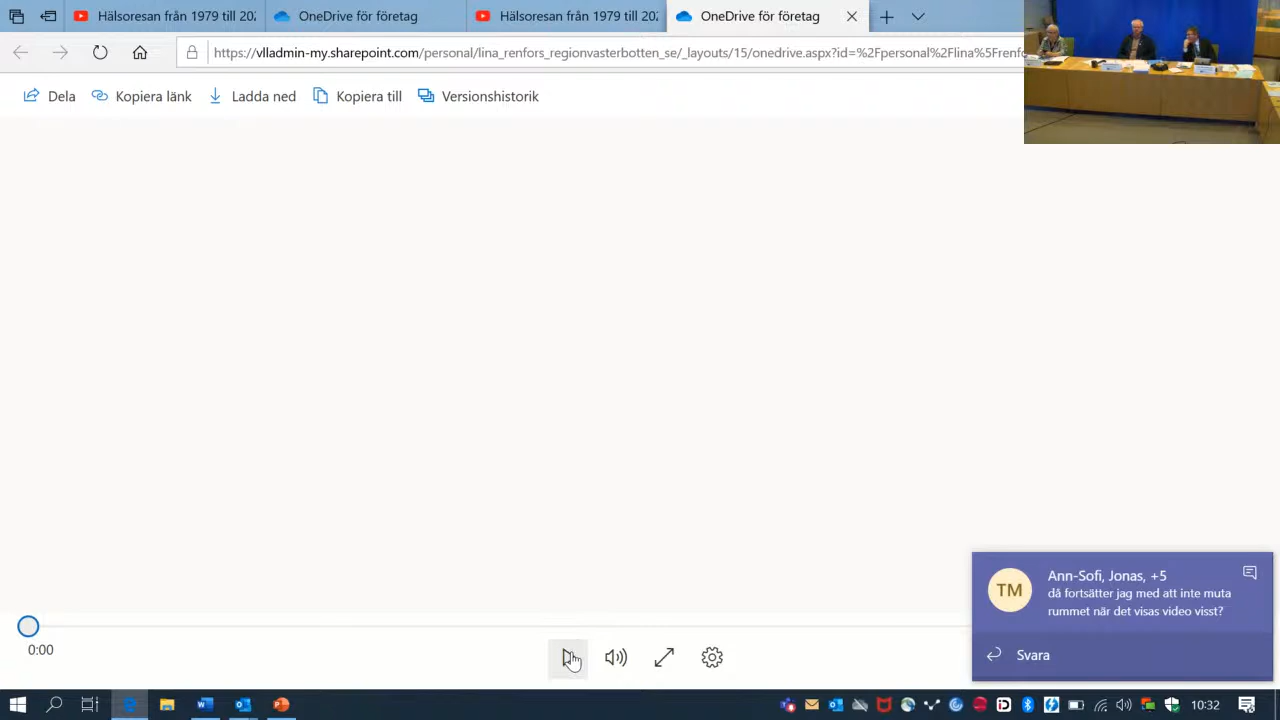 Hälsoresan från 1979 till 202
OneDrive för företag
Hälsoresan från 1979 till 202
OneDrive för företag
https://vlladmin-my.sharepoint.com/personal/lina_renfors_regionvasterbotten_se/_layouts/15/onedrive.aspx?id=%2Fpersonal%2Flina%5Frenfo
Dela
Kopiera länk
Ladda ned
Kopiera till
Versionshistorik
0:00
TM
Ann-Sofi, Jonas, +5
då fortsätter jag med att inte muta
rummet när det visas video visst?
Svara
10:32